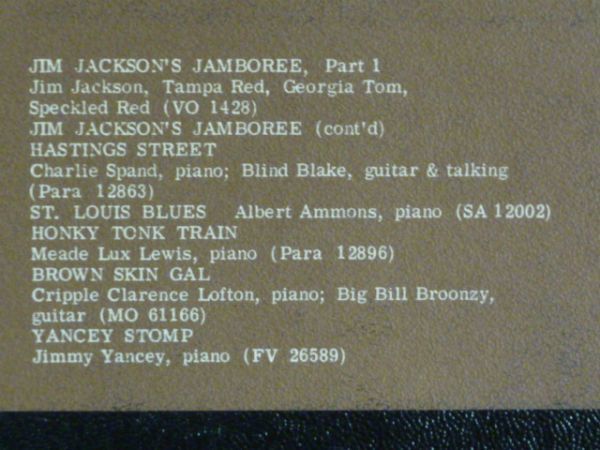 JIM JACKSON'S JAMBOREE, Part 1
Jim Jackson, Tampa Red, Georgia Tom,
Speckled Red (VO 1428)
JIM JACKSON'S JAMBOREE (cont'd)
HASTINGS STREET
Charlie Spand, piano; Blind Blake, guitar & talking
(Para 12863)
ST. LOUIS BLUES Albert Ammons, piano (SA 12002)
HONKY TONK TRAIN
Meade Lux Lewis, piano (Para 12896)
BROWN SKIN GAL
Cripple Clarence Lofton, piano; Big Bill Broonzy,
guitar (MO 61166)
YANCEY STOMP
Jimmy Yancey, piano (FV 26589)